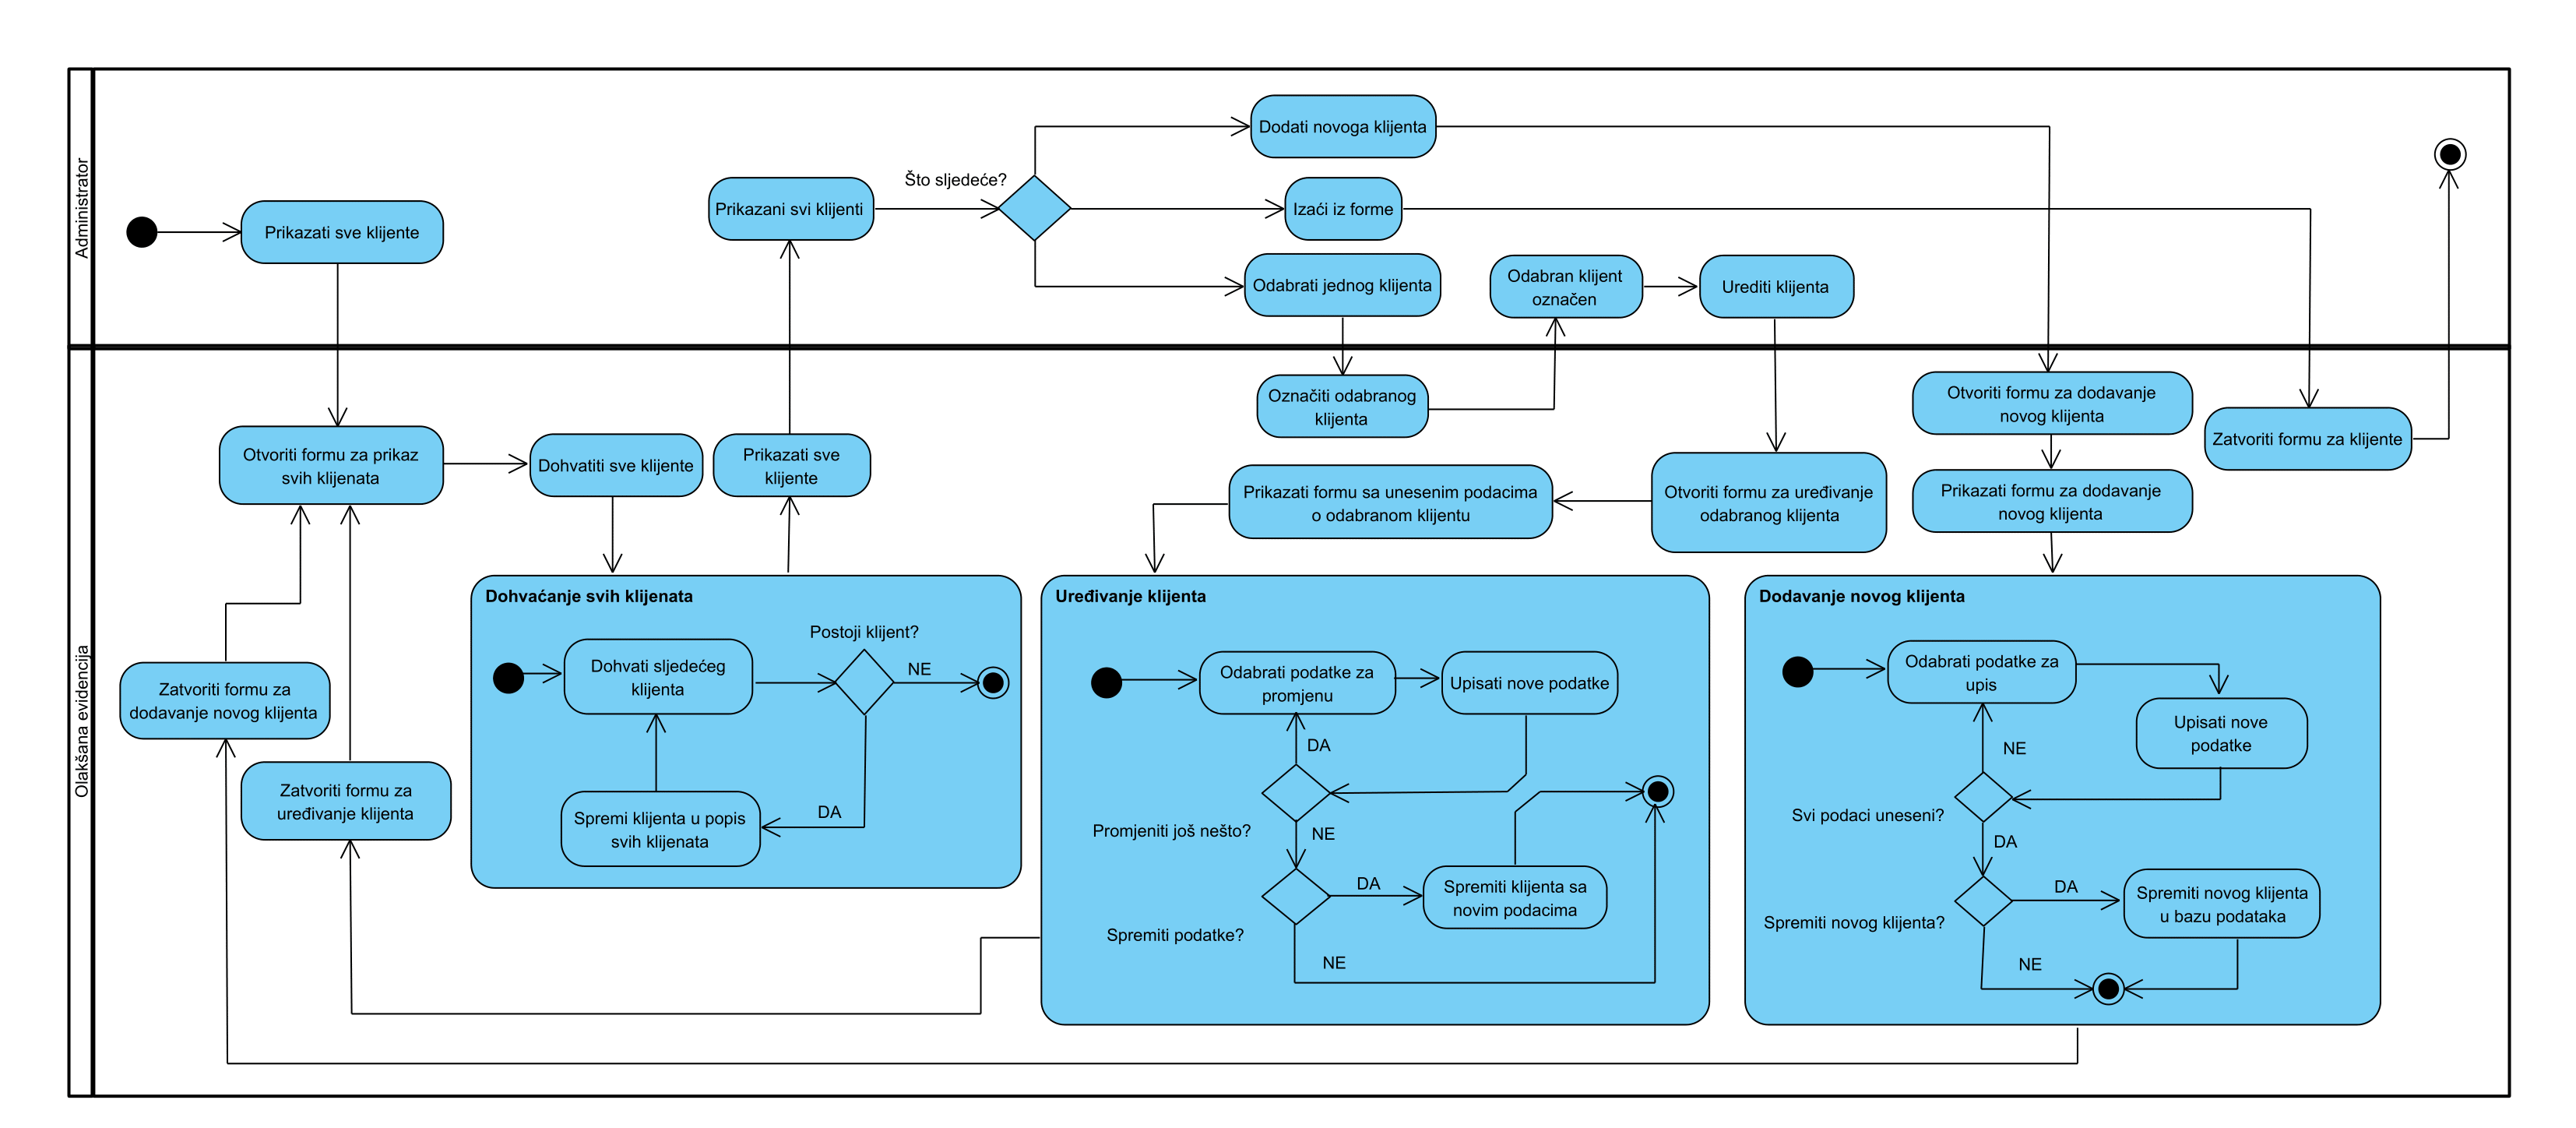 Administrator
Prikazati sve klijente
Prikazani svi klijenti
Što sljedeće?
Dodati novoga klijenta
Izaći iz forme
Odabrati jednog klijenta
Odabran klijent
označen
Urediti klijenta
Olakšana evidencija
Otvoriti formu za prikaz
svih klijenata
Dohvatiti sve klijente
Prikazati sve
klijente
Označiti odabranog
klijenta
Prikazati formu sa unesenim podacima
o odabranom klijentu
Otvoriti formu za uređivanje
odabranog klijenta
Otvoriti formu za dodavanje
novog klijenta
Prikazati formu za dodavanje
novog klijenta
Zatvoriti formu za klijente
Zatvoriti formu za
dodavanje novog klijenta
Zatvoriti formu za
uređivanje klijenta
Dohvaćanje svih klijenata
Dohvati sljedećeg
klijenta
Postoji klijent?
NE
DA
Spremi klijenta u popis
svih klijenata
Uređivanje klijenta
Odabrati podatke za
promjenu
Upisati nove podatke
DA
Promjeniti još nešto?
NE
DA
Spremiti klijenta sa
novim podacima
Spremiti podatke?
NE
Dodavanje novog klijenta
Odabrati podatke za
upis
Upisati nove
podatke
NE
Svi podaci uneseni?
DA
DA
Spremiti novog klijenta
u bazu podataka
Spremiti novog klijenta?
NE